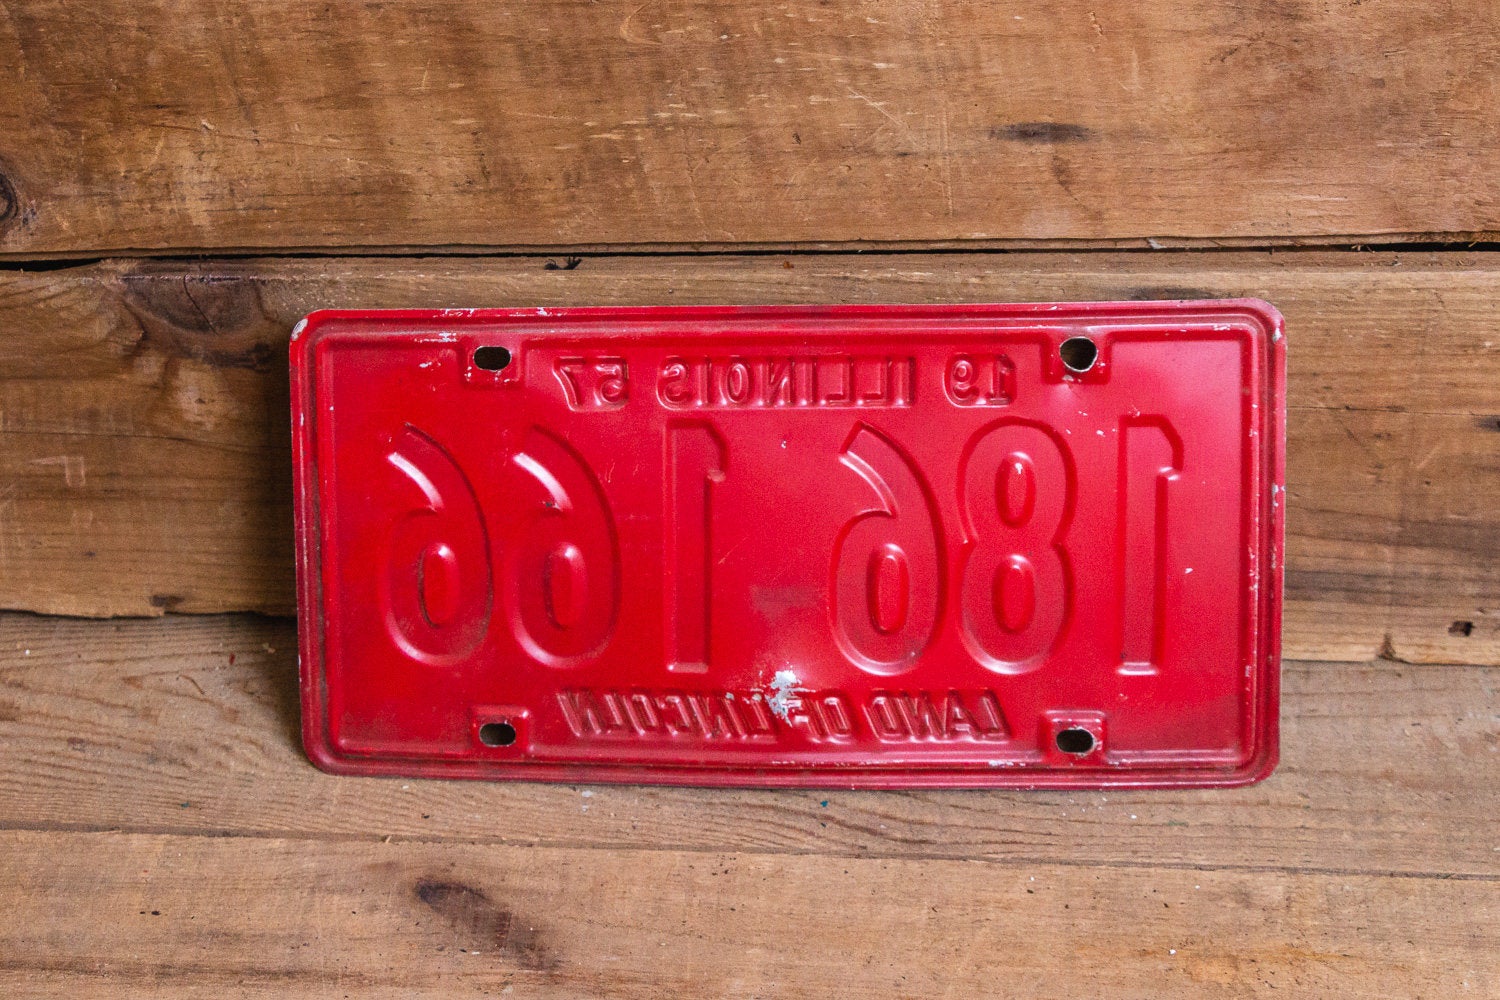 19 ILLINOIS 57
186 166
LAND OF LINCOLN